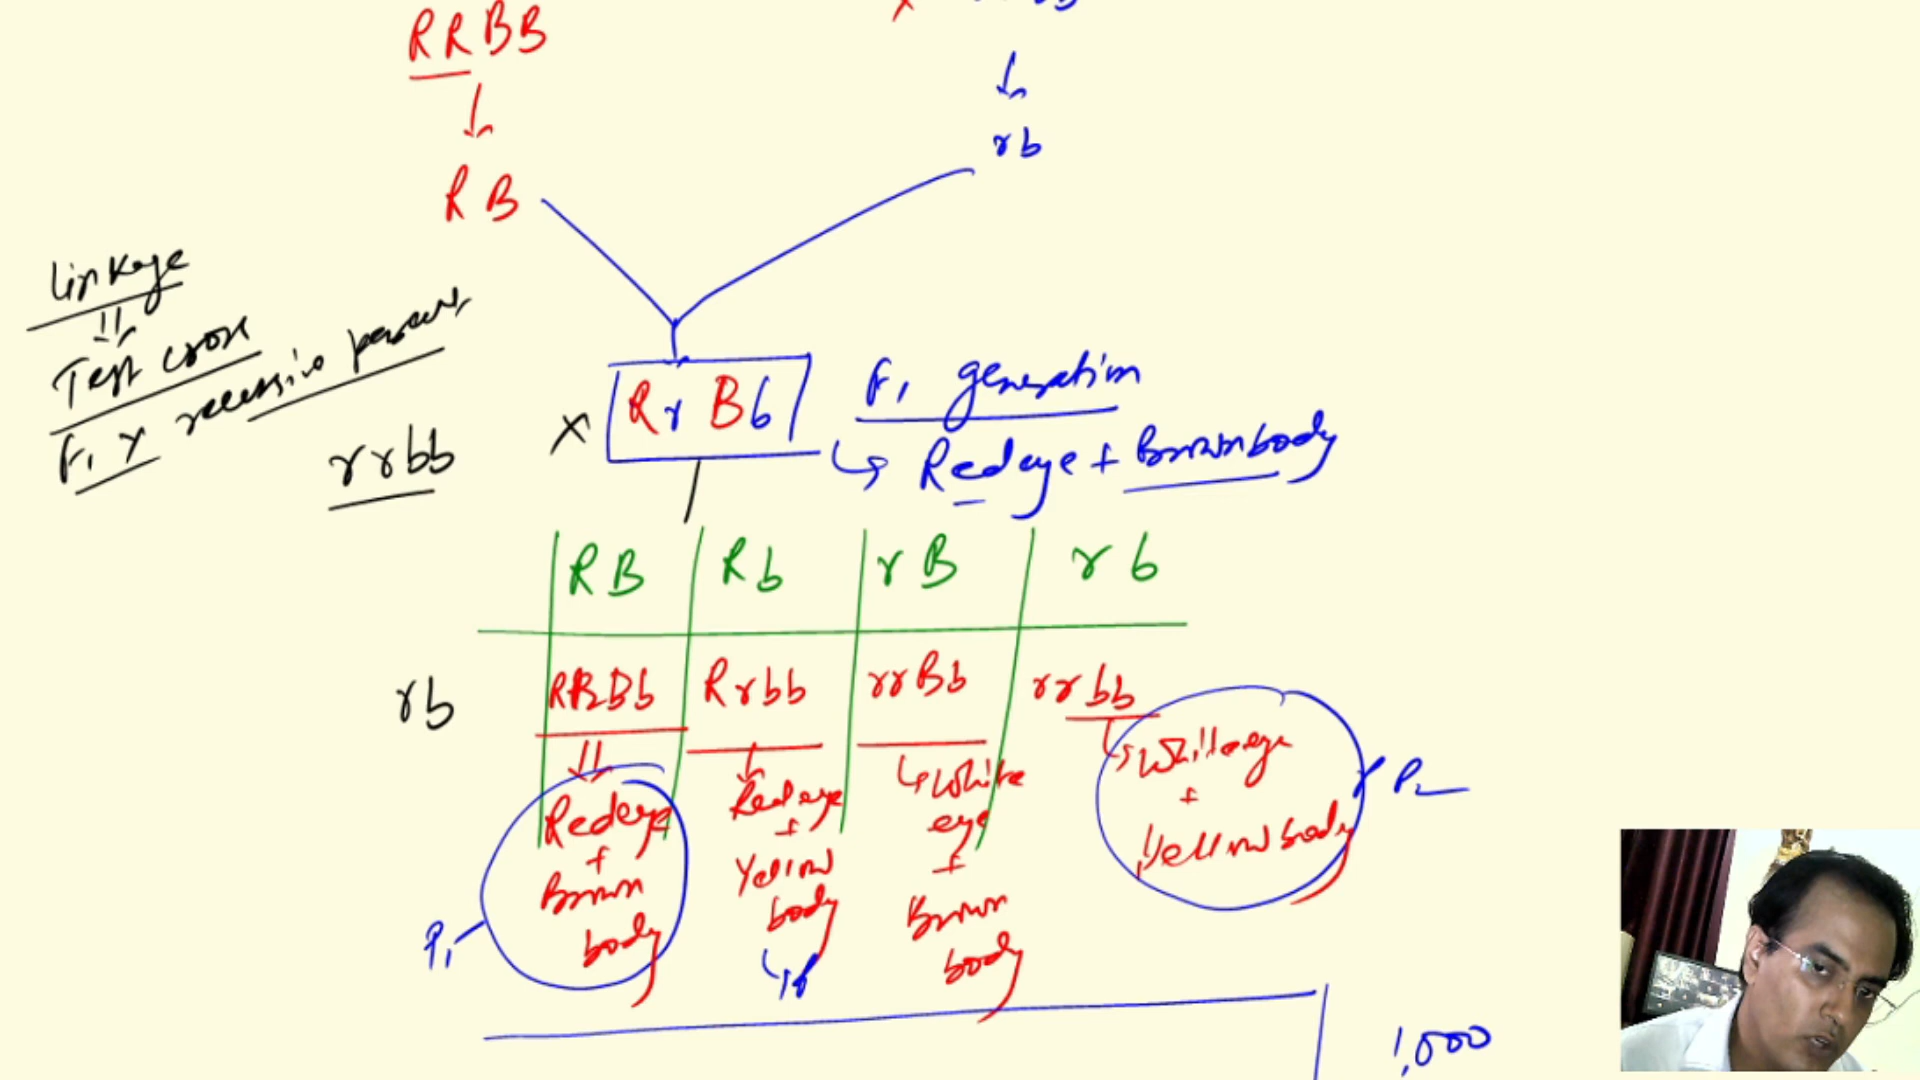 RRBB
rb
RB
linkage
Test cross
F1 x recessive parent
rrbb x RrBb
F1 generation
Red eye + Brown body
RB Rb rB rb
rb
Rrbb rrBb rrbb
Red eye + Brown body
Red eye + Yellow body
White eye + Brown body
White eye + Yellow body
P1
P2
1,000